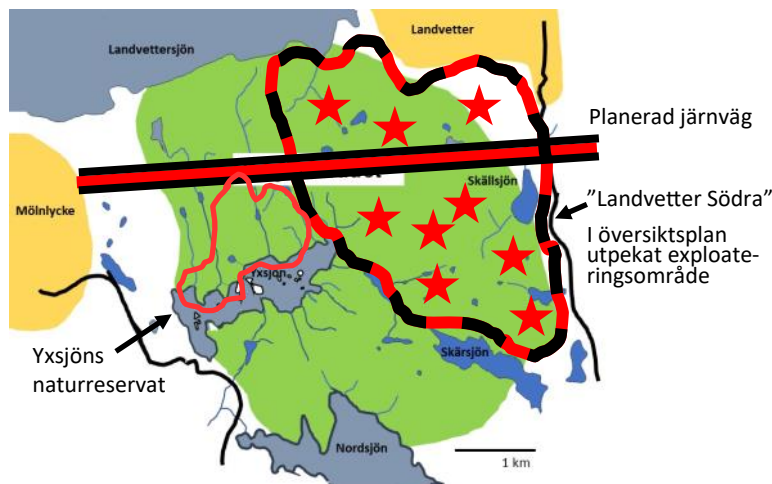 Landvettersjön
Landvetter
Planerad järnväg
Mölnlycke
Skällsjön
”Landvetter Södra”
I översiktsplan
utpekat exploate-
ringsområde
Yxsjön
Yxsjöns
naturreservat
Skärsjön
Nordsjön
1 km